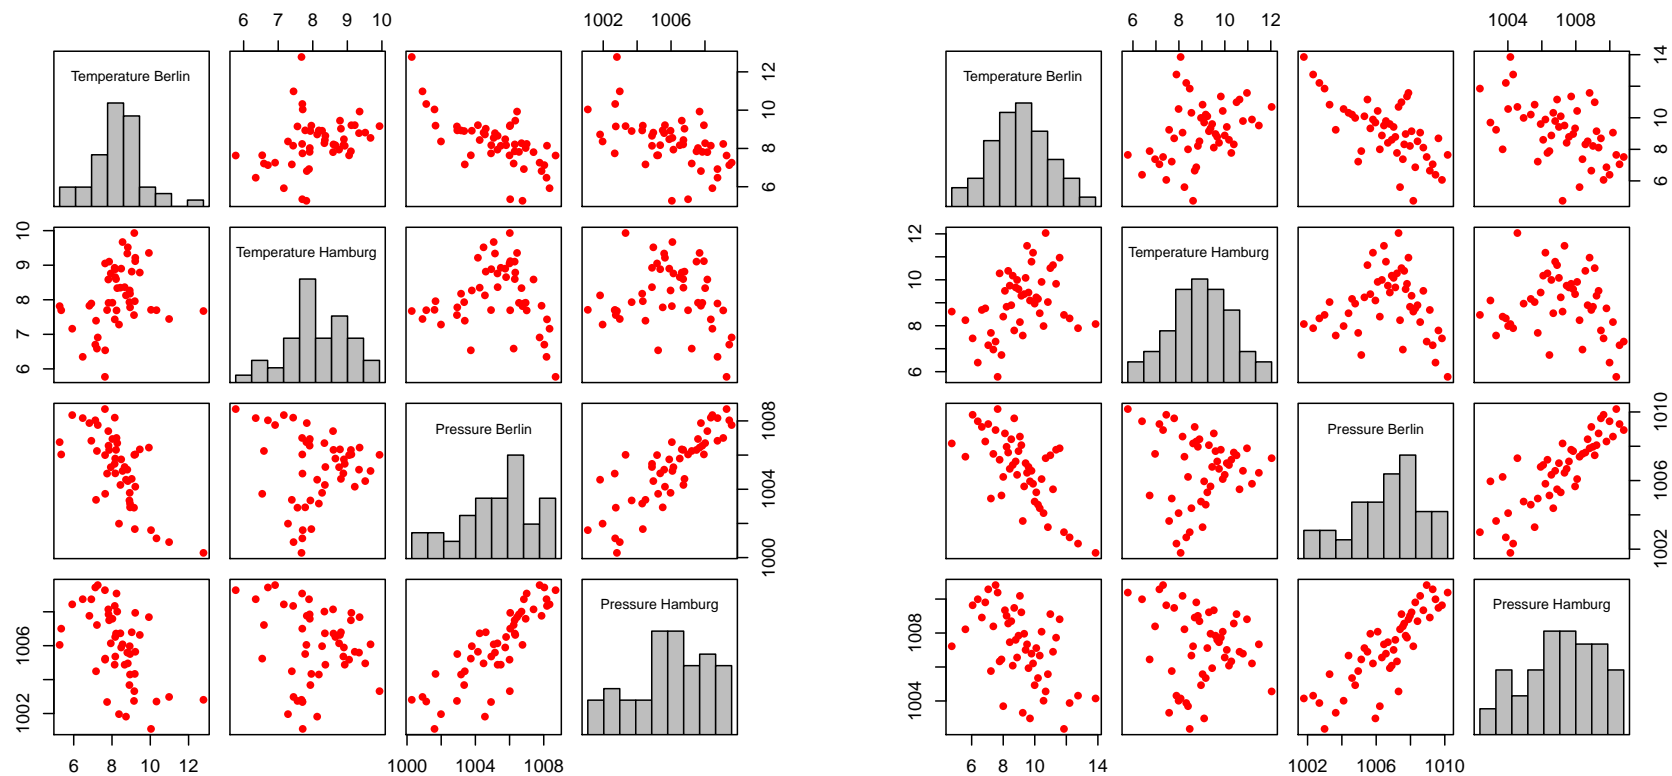 6 7 8 9 10 1002 1006 6 8 10 12 1004 1008
Temperature Berlin Temperature Berlin
6 8 10 12 6 8 10 14
Temperature Hamburg Temperature Hamburg
6 7 8 9 10 6 8 10 12
Pressure Berlin Pressure Berlin
1000 1004 1008 1002 1006 1010
Pressure Hamburg Pressure Hamburg
1002 1006 1004 1008
6 8 10 12 1000 1004 1008 6 8 10 14 1002 1006 1010